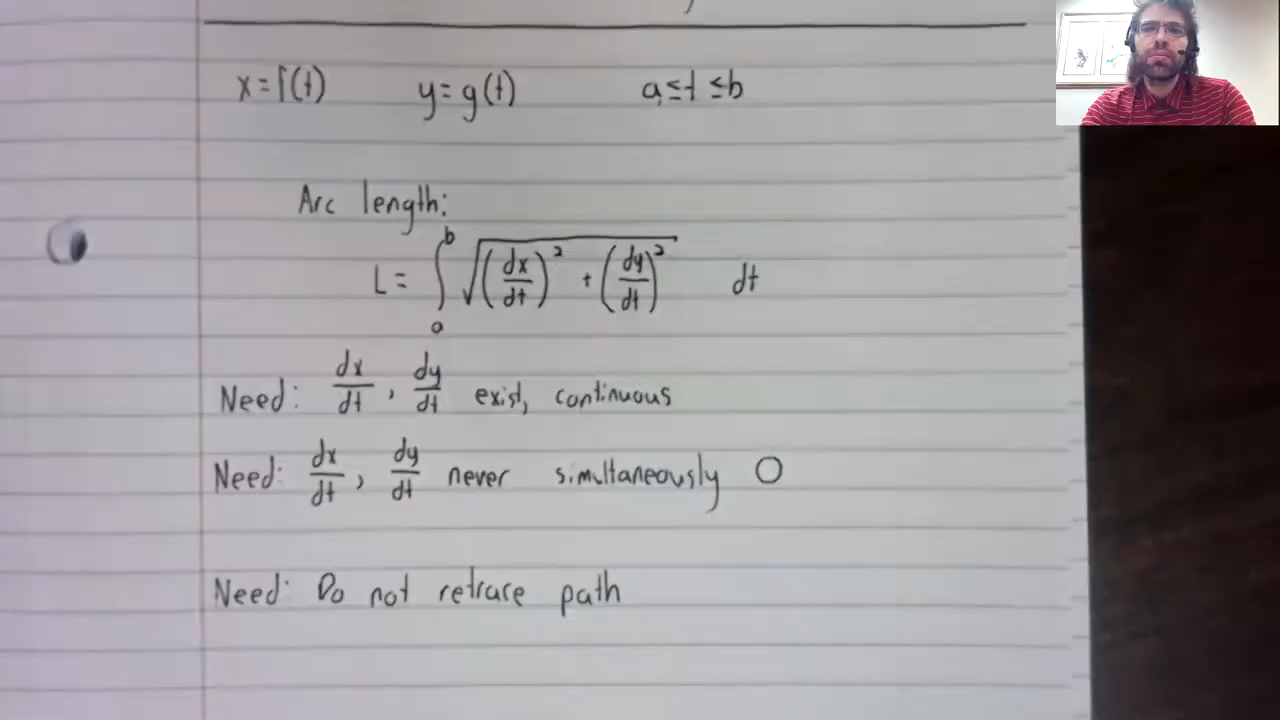 x = f(t) y = g(t) a ≤ t ≤ b
Arc length:
L = ∫_a^b √((dx/dt)² + (dy/dt)²) dt
Need: dx/dt, dy/dt exist, continuous
Need: dx/dt, dy/dt never simultaneously 0
Need: Do not retrace path